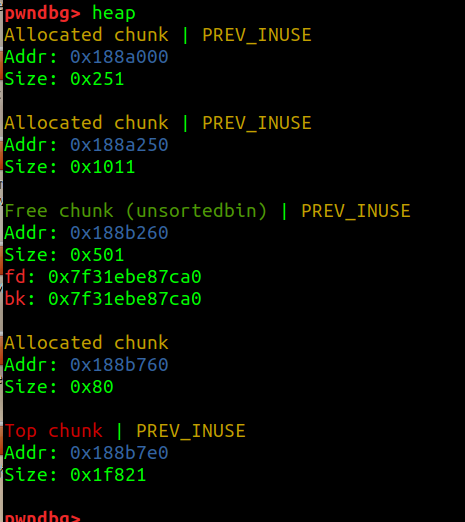 pwndbg> heap
Allocated chunk | PREV_INUSE
Addr: 0x188a000
Size: 0x251
Allocated chunk | PREV_INUSE
Addr: 0x188a250
Size: 0x1011
Free chunk (unsortedbin) | PREV_INUSE
Addr: 0x188b260
Size: 0x501
fd: 0x7f31ebe87ca0
bk: 0x7f31ebe87ca0
Allocated chunk
Addr: 0x188b760
Size: 0x80
Top chunk | PREV_INUSE
Addr: 0x188b7e0
Size: 0x1f821
pwndbg>